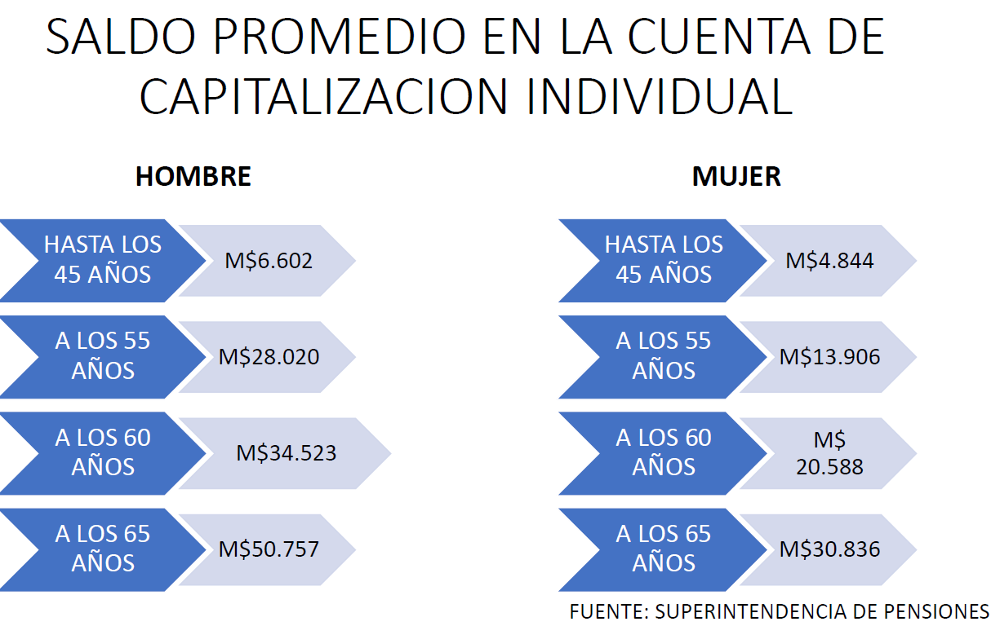 SALDO PROMEDIO EN LA CUENTA DE
CAPITALIZACION INDIVIDUAL
HOMBRE
HASTA LOS
45 AÑOS
M$6.602
A LOS 55
AÑOS
M$28.020
A LOS 60
AÑOS
M$34.523
A LOS 65
AÑOS
M$50.757
MUJER
HASTA LOS
45 AÑOS
M$4.844
A LOS 55
AÑOS
M$13.906
A LOS 60
AÑOS
M$
20.588
A LOS 65
AÑOS
M$30.836
FUENTE: SUPERINTENDENCIA DE PENSIONES